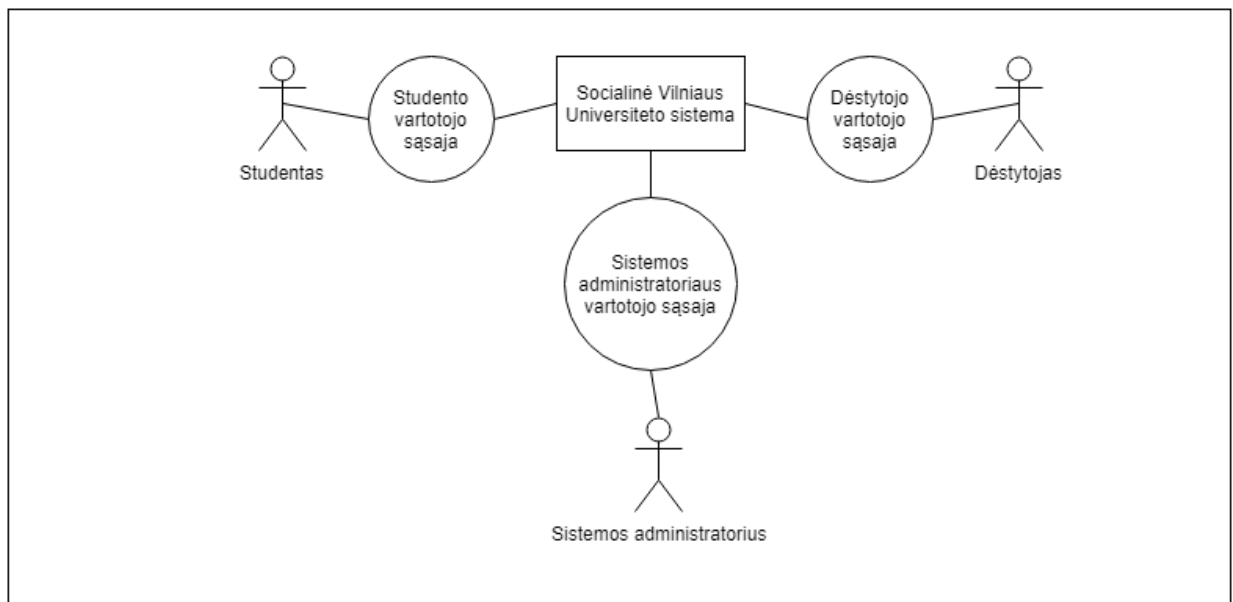 Studento
vartotojo
sąsaja
Socialinė Vilniaus
Universiteto sistema
Dėstytojo
vartotojo
sąsaja
Studentas
Dėstytojas
Sistemos
administratoriaus
vartotojo sąsaja
Sistemos administratorius